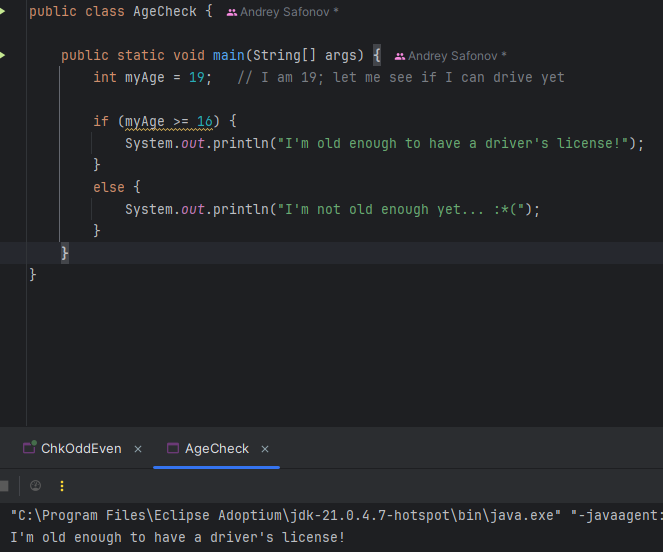 public class AgeCheck { Andrey Safonov *
public static void main(String[] args) { Andrey Safonov *
int myAge = 19;   // I am 19; let me see if I can drive yet
if (myAge >= 16) {
System.out.println("I'm old enough to have a driver's license!");
}
else {
System.out.println("I'm not old enough yet... :*(");
}
}
}
ChkOddEven × AgeCheck ×
"C:\Program Files\Eclipse Adoptium\jdk-21.0.4.7-hotspot\bin\java.exe" "-javaagent:
I'm old enough to have a driver's license!